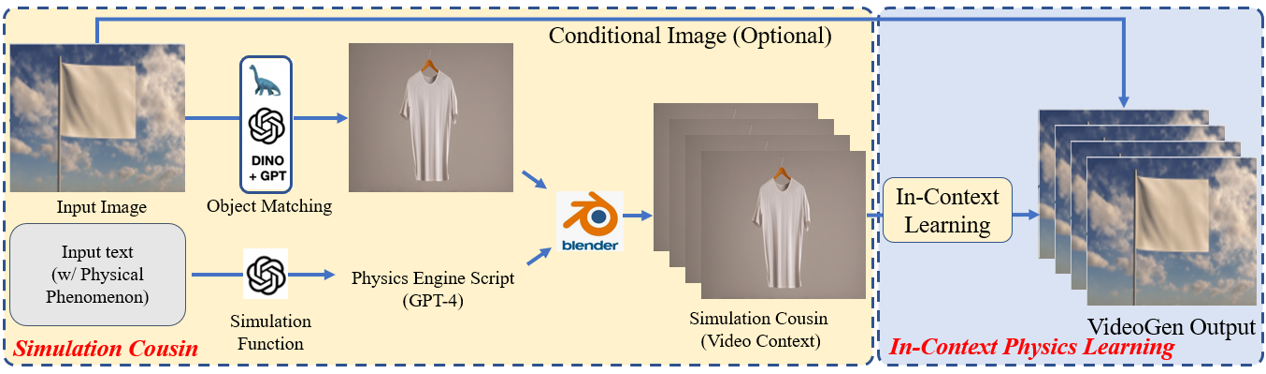 Conditional Image (Optional)
DINO
+ GPT
Input Image
Object Matching
Input text
(w/ Physical
Phenomenon)
Simulation
Function
Physics Engine Script
(GPT-4)
blender
Simulation Cousin
(Video Context)
Simulation Cousin
In-Context
Learning
VideoGen Output
In-Context Physics Learning